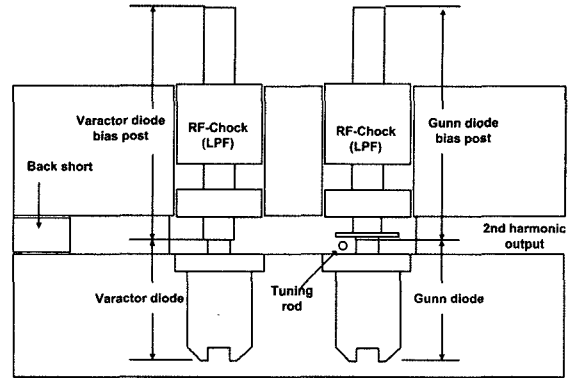 Varactor diode
bias post
RF-Chock
(LPF)
RF-Chock
(LPF)
Gunn diode
bias post
Back short
2nd harmonic
output
Varactor diode
Tuning
rod
Gunn diode